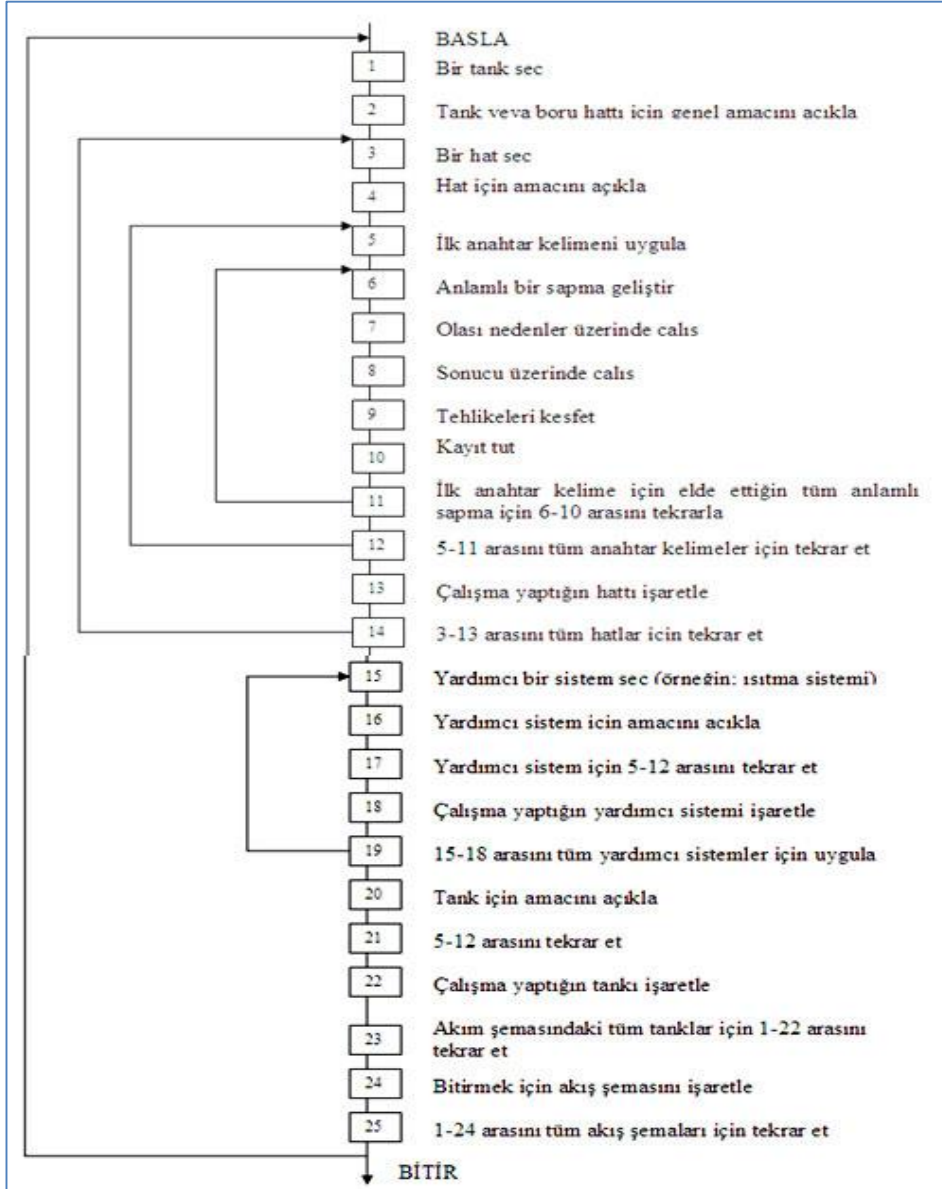 BASLA
1 Bir tank sec
2 Tank veva boru hattı icin genel amacını acıkla
3 Bir hat sec
4 Hat için amacını açıkla
5 İlk anahtar kelimeni uygula
6 Anlamlı bir sapma geliştir
7 Olası nedenler üzerinde calıs
8 Sonucu üzerinde calıs
9 Tehlikeleri kesfet
10 Kayıt tut
11 İlk anahtar kelime için elde ettiğin tüm anlamlı
sapma için 6-10 arasını tekrarla
12 5-11 arasını tüm anahtar kelimeler için tekrar et
13 Çalışma yaptığın hattı işaretle
14 3-13 arasını tüm hatlar icin tekrar et
15 Yardımcı bir sistem sec (örneğin: ısıtma sistemi)
16 Yardımcı sistem icin amacını acıkla
17 Yardımcı sistem için 5-12 arasını tekrar et
18 Çalışma yaptığın yardımcı sistemi işaretle
19 15-18 arasını tüm yardımcı sistemler için uygula
20 Tank için amacını açıkla
21 5-12 arasını tekrar et
22 Çalışma yaptığın tankı işaretle
23 Akım şemasındaki tüm tanklar için 1-22 arasını
tekrar et
24 Bitirmek için akış şemasını işaretle
25 1-24 arasını tüm akış şemaları için tekrar et
BİTİR